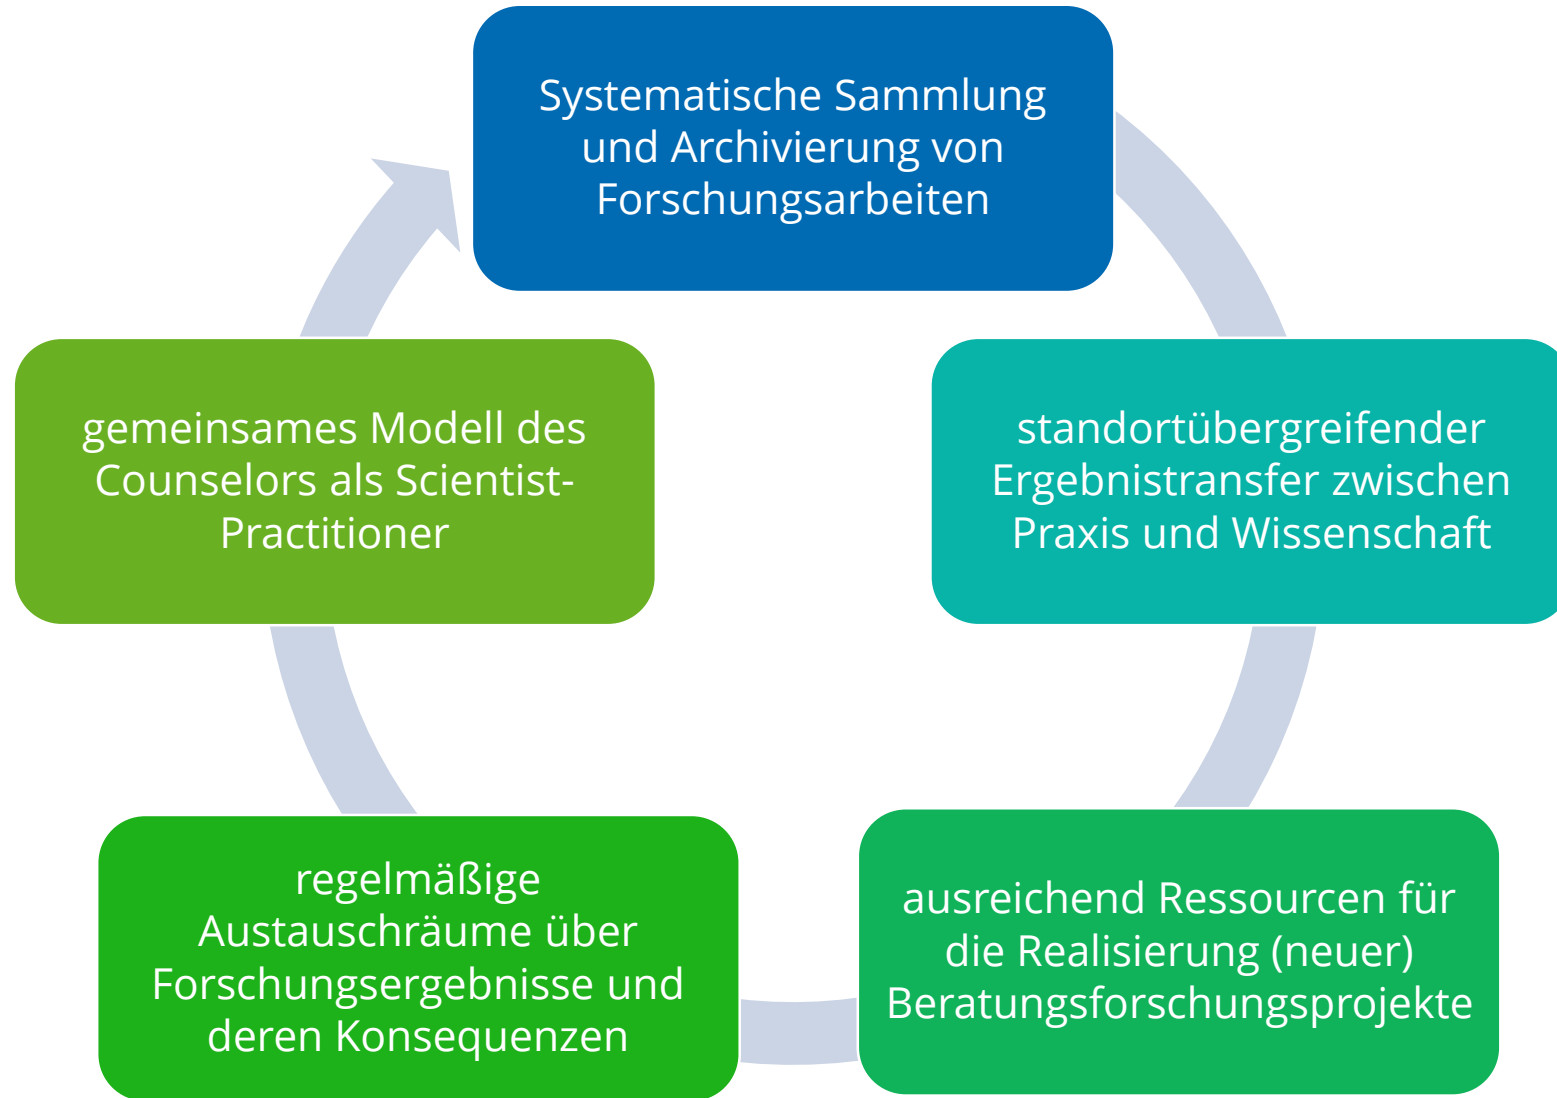 Systematische Sammlung
und Archivierung von
Forschungsarbeiten
standortübergreifender
Ergebnistransfer zwischen
Praxis und Wissenschaft
ausreichend Ressourcen für
die Realisierung (neuer)
Beratungsforschungsprojekte
regelmäßige
Austauschräume über
Forschungsergebnisse und
deren Konsequenzen
gemeinsames Modell des
Counselors als Scientist-
Practitioner